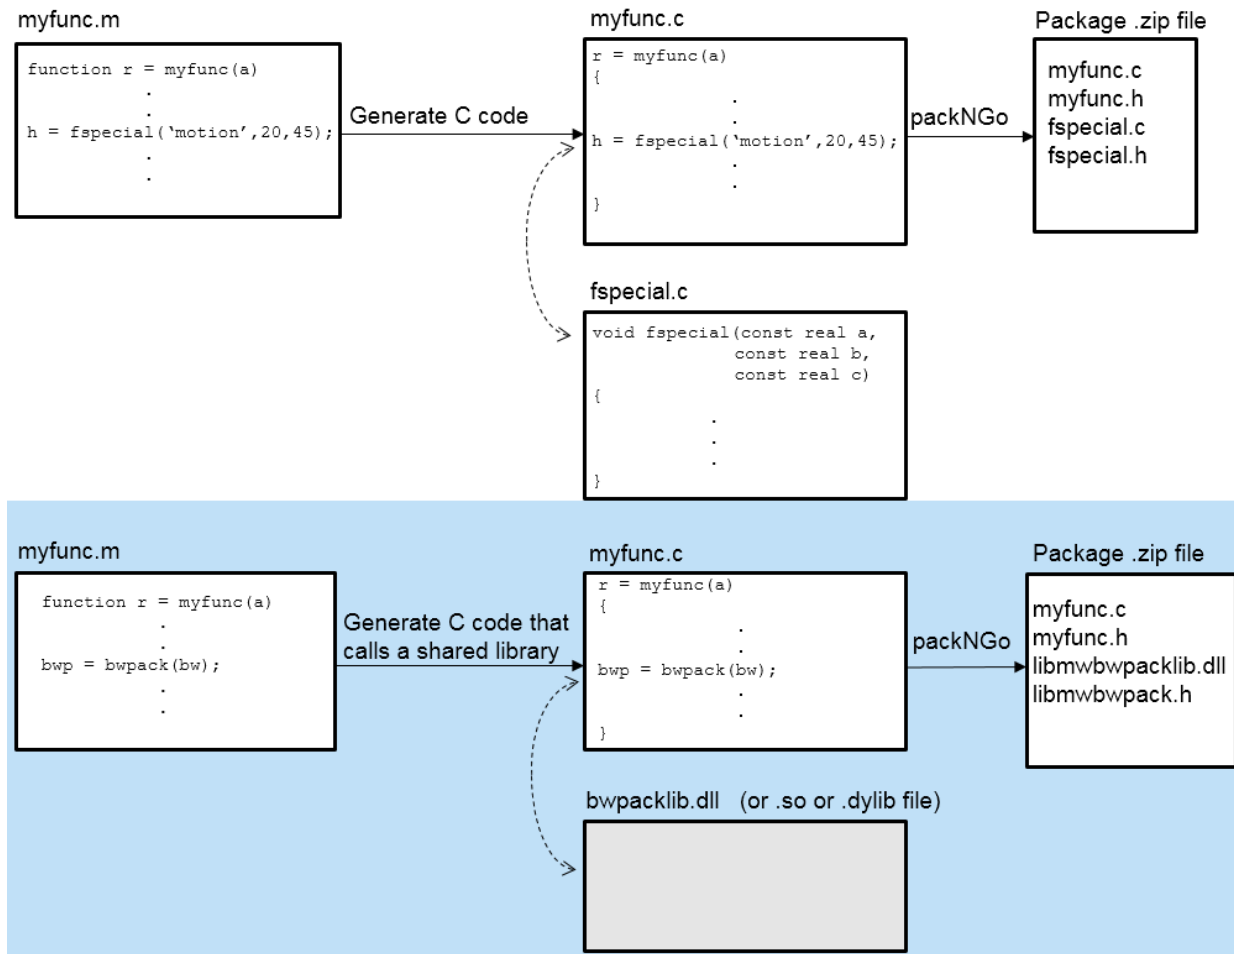 myfunc.m
function r = myfunc(a)
.
.
h = fspecial(‘motion’,20,45);
.
.
Generate C code
myfunc.c
r = myfunc(a)
{
.
.
h = fspecial(‘motion’,20,45);
.
.
}
packNGo
Package .zip file
myfunc.c
myfunc.h
fspecial.c
fspecial.h
fspecial.c
void fspecial(const real a,
const real b,
const real c)
{
.
.
.
}
myfunc.m
function r = myfunc(a)
.
.
bwp = bwpack(bw);
.
.
Generate C code that
calls a shared library
myfunc.c
r = myfunc(a)
{
.
.
bwp = bwpack(bw);
.
.
}
packNGo
Package .zip file
myfunc.c
myfunc.h
libmwbwpacklib.dll
libmwbwpack.h
bwpacklib.dll (or .so or .dylib file)